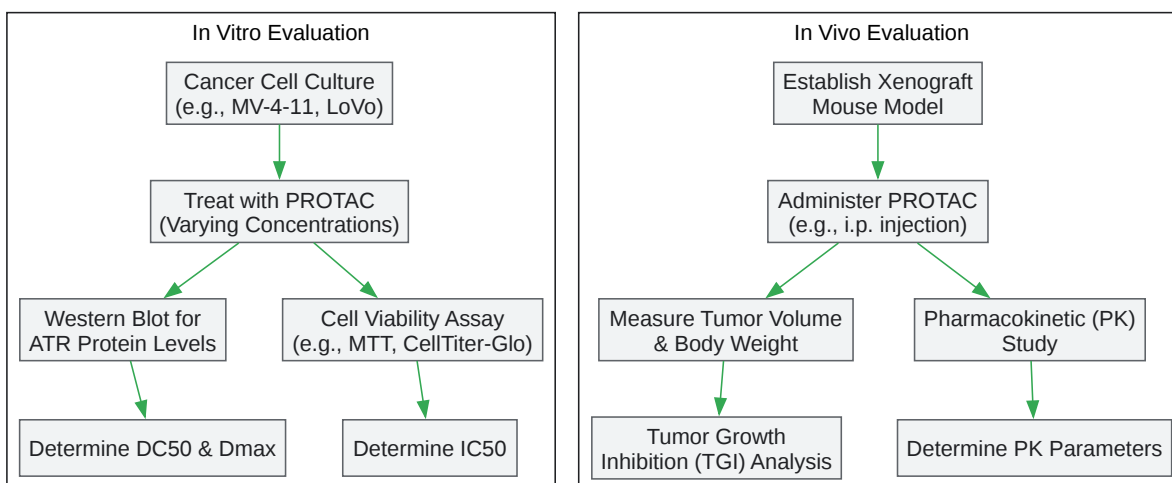 In Vitro Evaluation
Cancer Cell Culture
(e.g., MV-4-11, LoVo)
Treat with PROTAC
(Varying Concentrations)
Western Blot for
ATR Protein Levels
Cell Viability Assay
(e.g., MTT, CellTiter-Glo)
Determine DC50 & Dmax
Determine IC50
In Vivo Evaluation
Establish Xenograft
Mouse Model
Administer PROTAC
(e.g., i.p. injection)
Measure Tumor Volume
& Body Weight
Pharmacokinetic (PK)
Study
Tumor Growth
Inhibition (TGI) Analysis
Determine PK Parameters